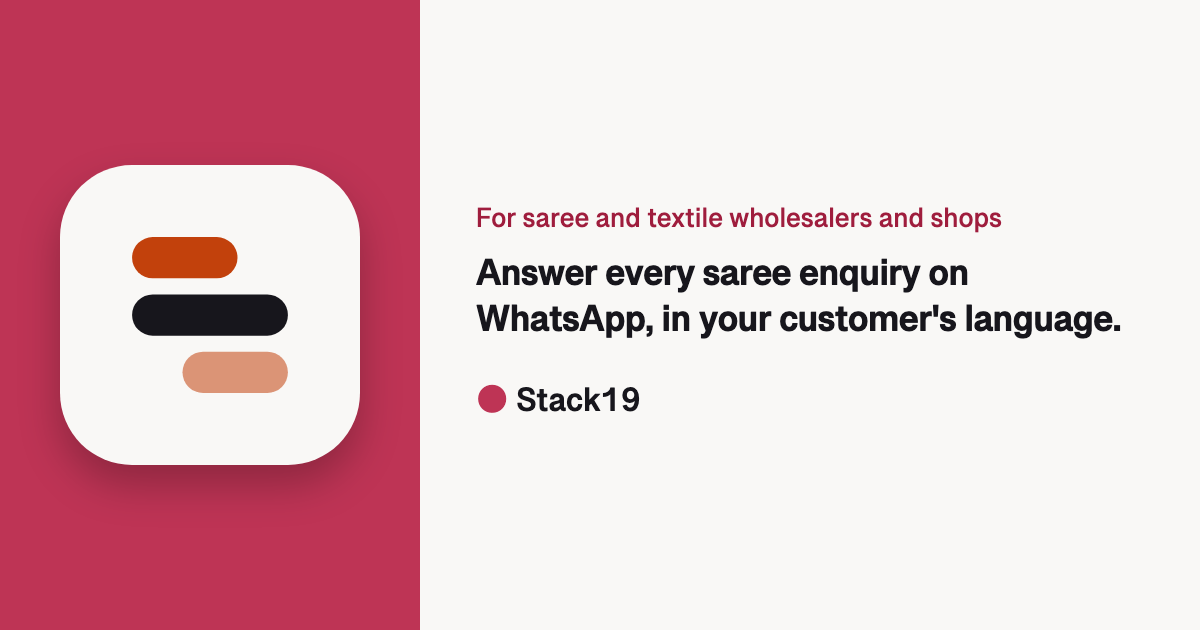 For saree and textile wholesalers and shops
Answer every saree enquiry on
WhatsApp, in your customer's language.
Stack19